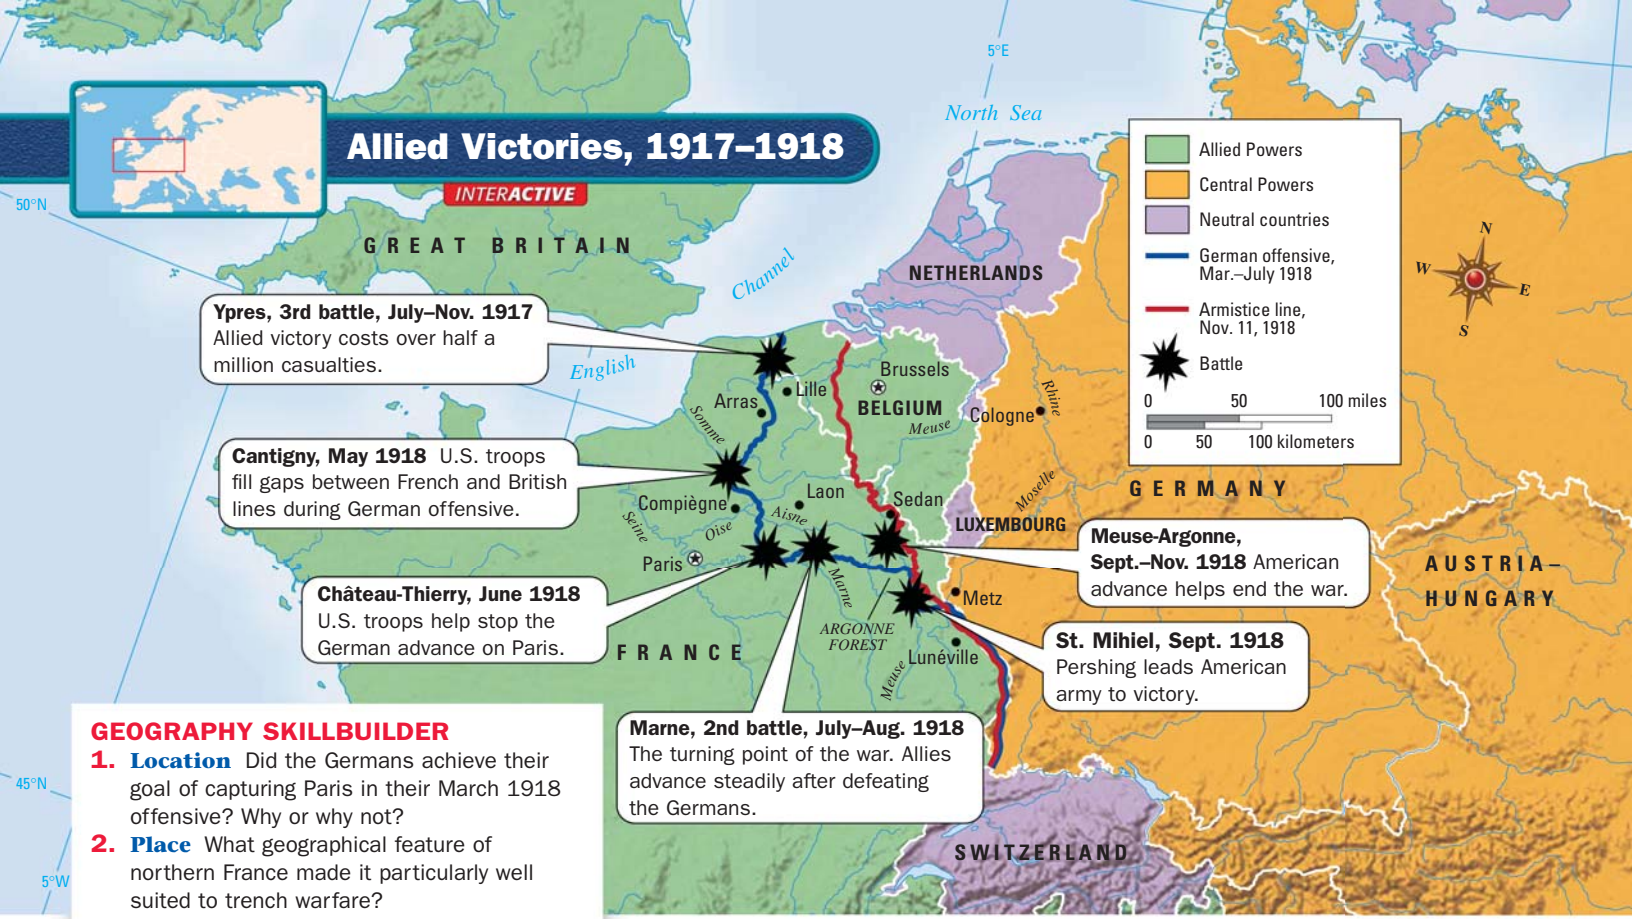 Allied Victories, 1917–1918
INTERACTIVE
5°E
North Sea
50°N
GREAT BRITAIN
English
Channel
NETHERLANDS
Allied Powers
Central Powers
Neutral countries
German offensive,
Mar.–July 1918
Armistice line,
Nov. 11, 1918
Battle
0 50 100 miles
0 50 100 kilometers
N
W
E
S
Ypres, 3rd battle, July–Nov. 1917
Allied victory costs over half a
million casualties.
Lille
Arras
Somme
Brussels
BELGIUM
Meuse
Cologne
Rhine
Cantigny, May 1918 U.S. troops
fill gaps between French and British
lines during German offensive.
Compiègne
Laon
Aisne
Oise
Seine
Sedan
LUXEMBOURG
Moselle
GERMANY
Paris
Marne
Meuse-Argonne,
Sept.–Nov. 1918 American
advance helps end the war.
AUSTRIA–
HUNGARY
Château-Thierry, June 1918
U.S. troops help stop the
German advance on Paris.
ARGONNE
FOREST
Metz
Lunéville
Meuse
FRANCE
St. Mihiel, Sept. 1918
Pershing leads American
army to victory.
Marne, 2nd battle, July–Aug. 1918
The turning point of the war. Allies
advance steadily after defeating
the Germans.
SWITZERLAND
45°N
5°W
GEOGRAPHY SKILLBUILDER
1. Location Did the Germans achieve their
goal of capturing Paris in their March 1918
offensive? Why or why not?
2. Place What geographical feature of
northern France made it particularly well
suited to trench warfare?